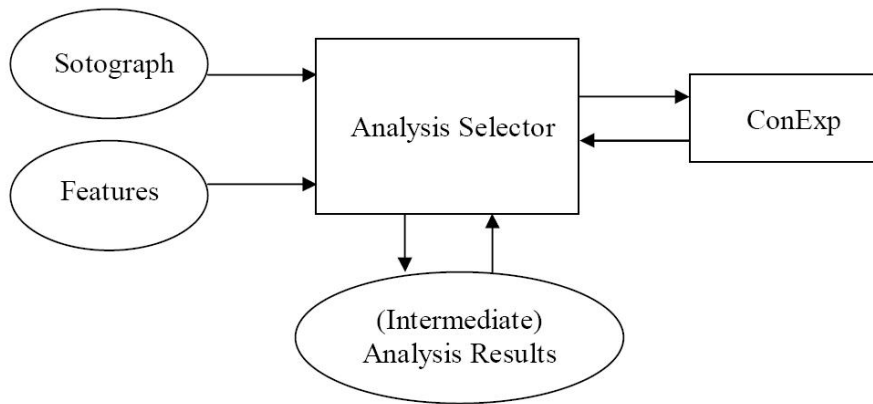 Sotograph
Analysis Selector
ConExp
Features
(Intermediate)
Analysis Results